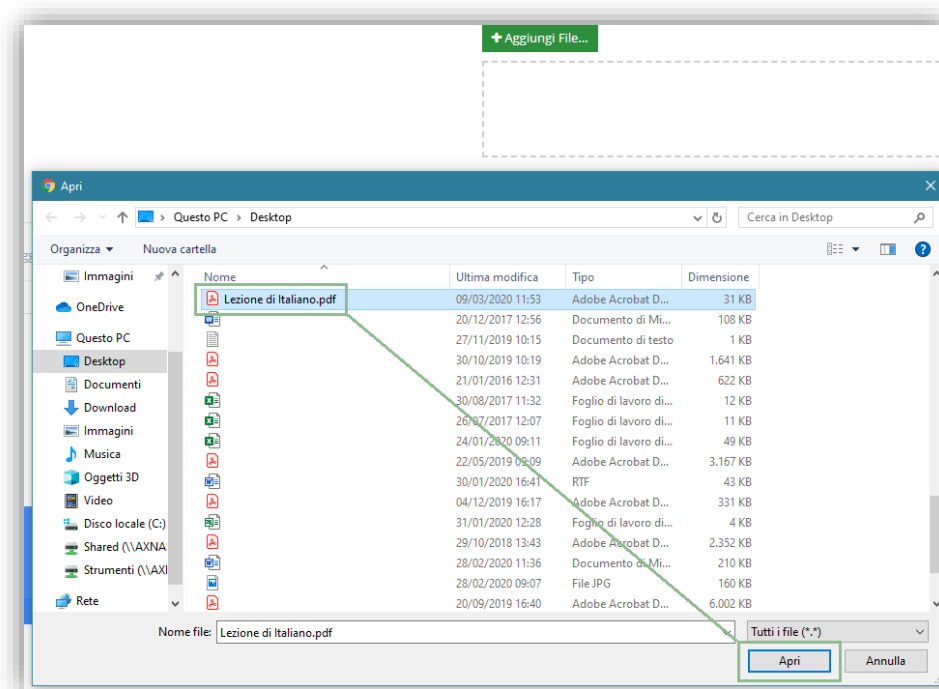 + Aggiungi File...
Apri
Questo PC > Desktop
Cerca in Desktop
Organizza
Nuova cartella
Nome
Ultima modifica
Tipo
Dimensione
Immagini
OneDrive
Questo PC
Desktop
Documenti
Download
Immagini
Musica
Oggetti 3D
Video
Disco locale (C:)
Shared (\\AXNA
Strumenti (\\AXI
Rete
Lezione di Italiano.pdf 09/03/2020 11:53 Adobe Acrobat D... 31 KB
20/12/2017 12:56 Documento di Mi... 108 KB
27/11/2019 10:15 Documento di testo 1 KB
30/10/2019 10:19 Adobe Acrobat D... 1.641 KB
21/01/2016 12:31 Adobe Acrobat D... 622 KB
30/08/2017 11:32 Foglio di lavoro di... 12 KB
26/07/2017 12:07 Foglio di lavoro di... 11 KB
24/01/2020 09:11 Foglio di lavoro di... 49 KB
22/05/2019 09:09 Adobe Acrobat D... 3.167 KB
30/01/2020 16:41 RTF 43 KB
04/12/2019 16:17 Adobe Acrobat D... 331 KB
31/01/2020 12:28 Foglio di lavoro di... 4 KB
29/10/2018 13:43 Adobe Acrobat D... 2.352 KB
28/02/2020 11:36 Documento di Mi... 210 KB
28/02/2020 09:07 File JPG 160 KB
20/09/2019 16:40 Adobe Acrobat D... 6.002 KB
Nome file: Lezione di Italiano.pdf
Tutti i file (*.*)
Apri
Annulla